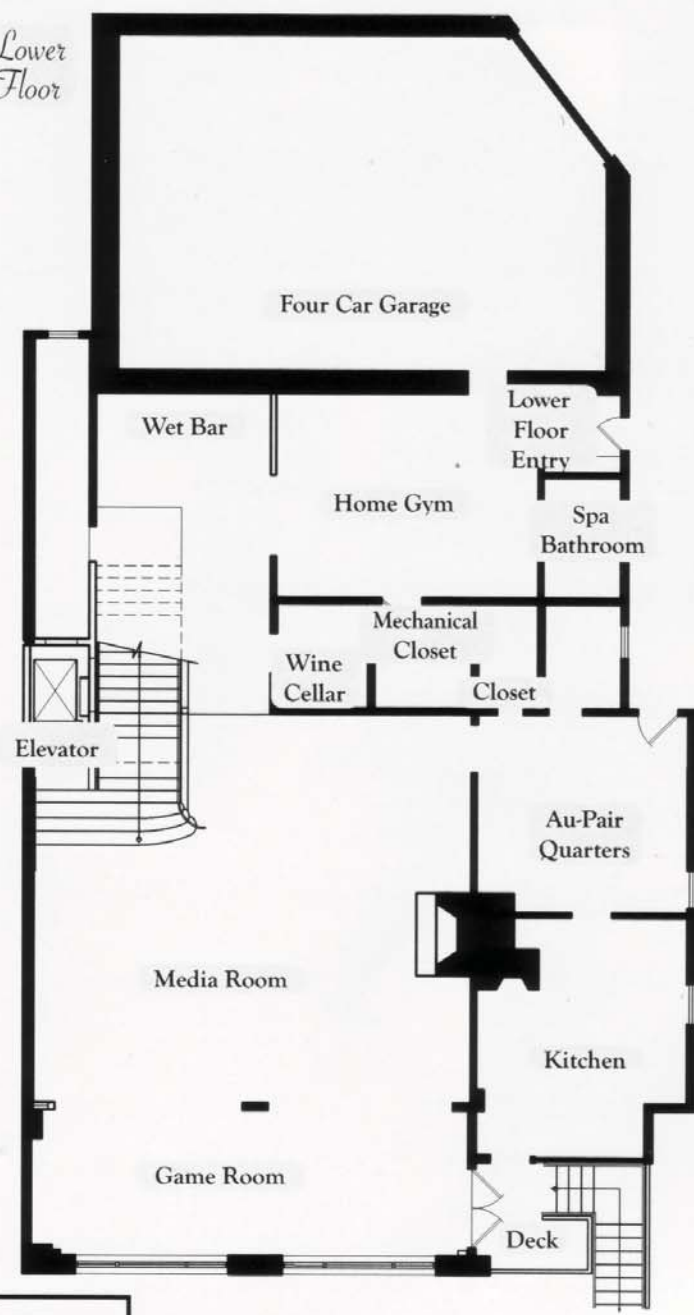 Lower
Floor
Four Car Garage
Wet Bar
Lower
Floor
Entry
Home Gym
Spa
Bathroom
Mechanical
Closet
Wine
Cellar
Closet
Elevator
Au-Pair
Quarters
Media Room
Kitchen
Game Room
Deck